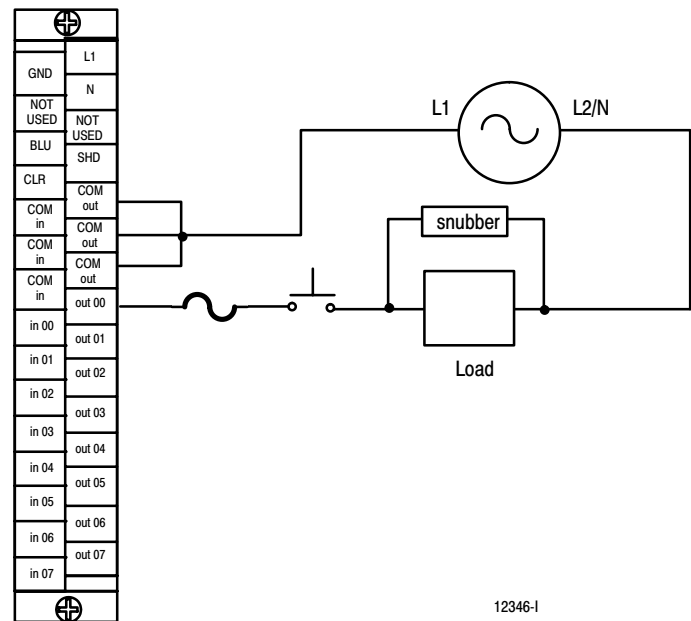 GND
NOT
USED
BLU
CLR
COM
in
COM
in
COM
in
in 00
in 01
in 02
in 03
in 04
in 05
in 06
in 07
L1
N
NOT
USED
SHD
COM
out
COM
out
COM
out
out 00
out 01
out 02
out 03
out 04
out 05
out 06
out 07
L1
L2/N
snubber
Load
12346-I